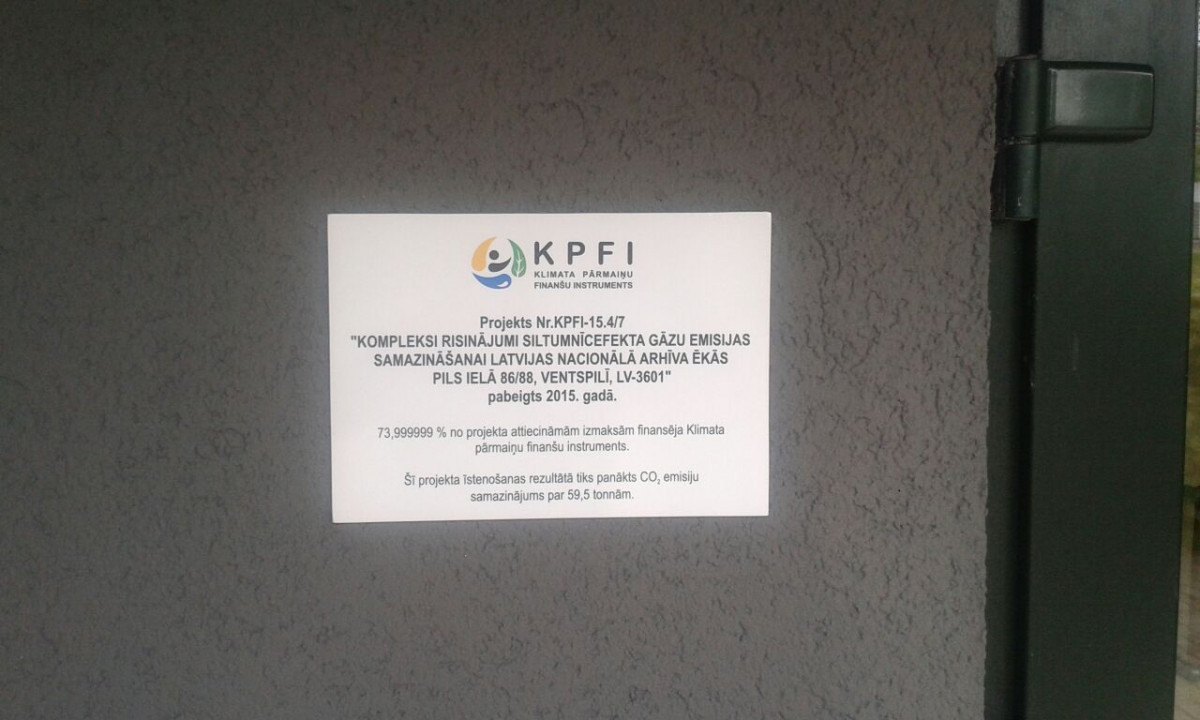 KPFI
KLIMATA PĀRMAIŅU
FINANŠU INSTRUMENTS
Projekts Nr.KPFI-15.4/7
"KOMPLEKSI RISINĀJUMI SILTUMNĪCEFEKTA GĀZU EMISIJAS
SAMAZINĀŠANAI LATVIJAS NACIONĀLĀ ARHĪVA ĒKĀS
PILS IELĀ 86/88, VENTSPILĪ, LV-3601"
pabeigts 2015. gadā.
73,999999 % no projekta attiecināmām izmaksām finansēja Klimata
pārmaiņu finanšu instruments.
Šī projekta īstenošanas rezultātā tiks panākts CO₂ emisiju
samazinājums par 59,5 tonnām.